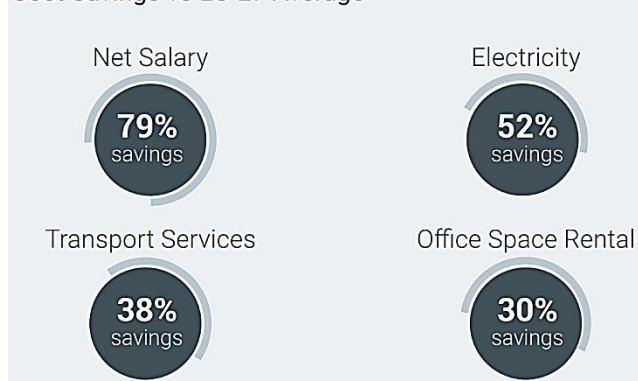 Net Salary
79%
savings
Electricity
52%
savings
Transport Services
38%
savings
Office Space Rental
30%
savings